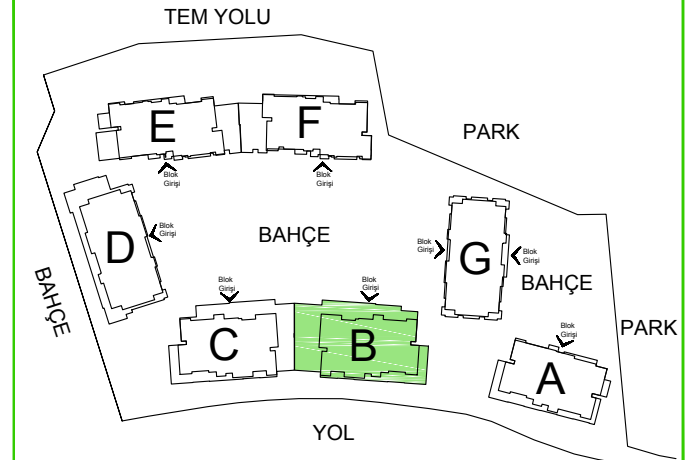 TEM YOLU
E
F
PARK
Blok
Girişi
Blok
Girişi
D
Blok
Girişi
BAHÇE
Blok
Girişi
G
Blok
Girişi
BAHÇE
BAHÇE
Blok
Girişi
Blok
Girişi
PARK
C
B
Blok
Girişi
A
YOL